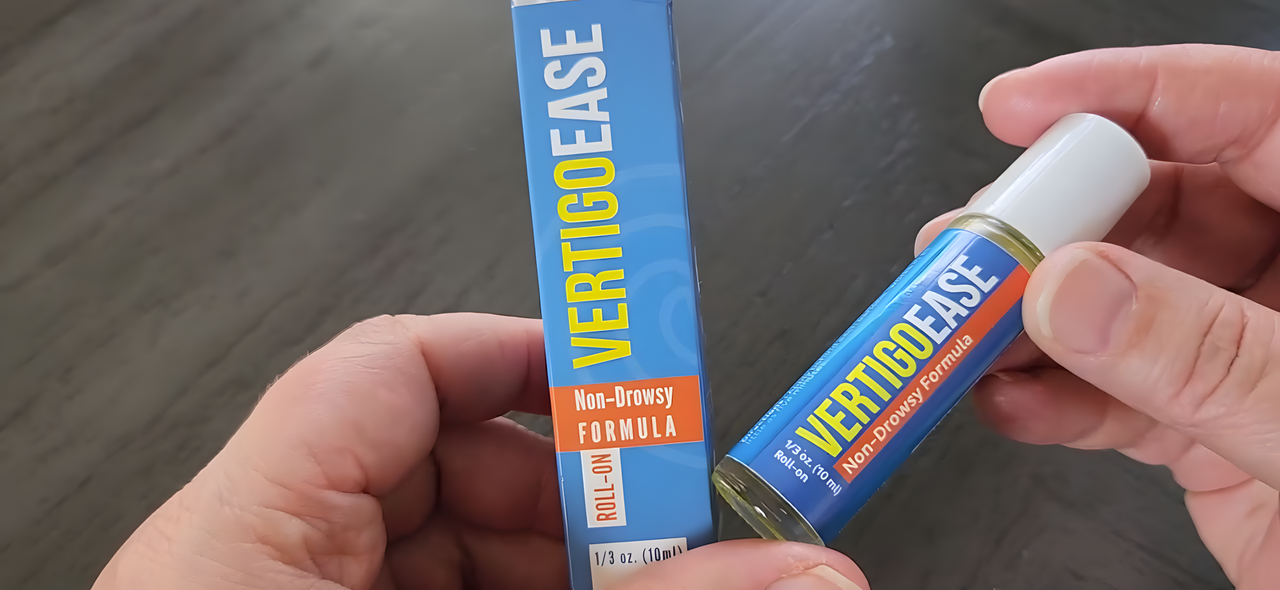 VERTIGOEASE
Non-Drowsy
FORMULA
ROLL-ON
1/3 oz. (10ml)
VERTIGOEASE
Non-Drowsy Formula
1/3 oz. (10 ml)
Roll-on